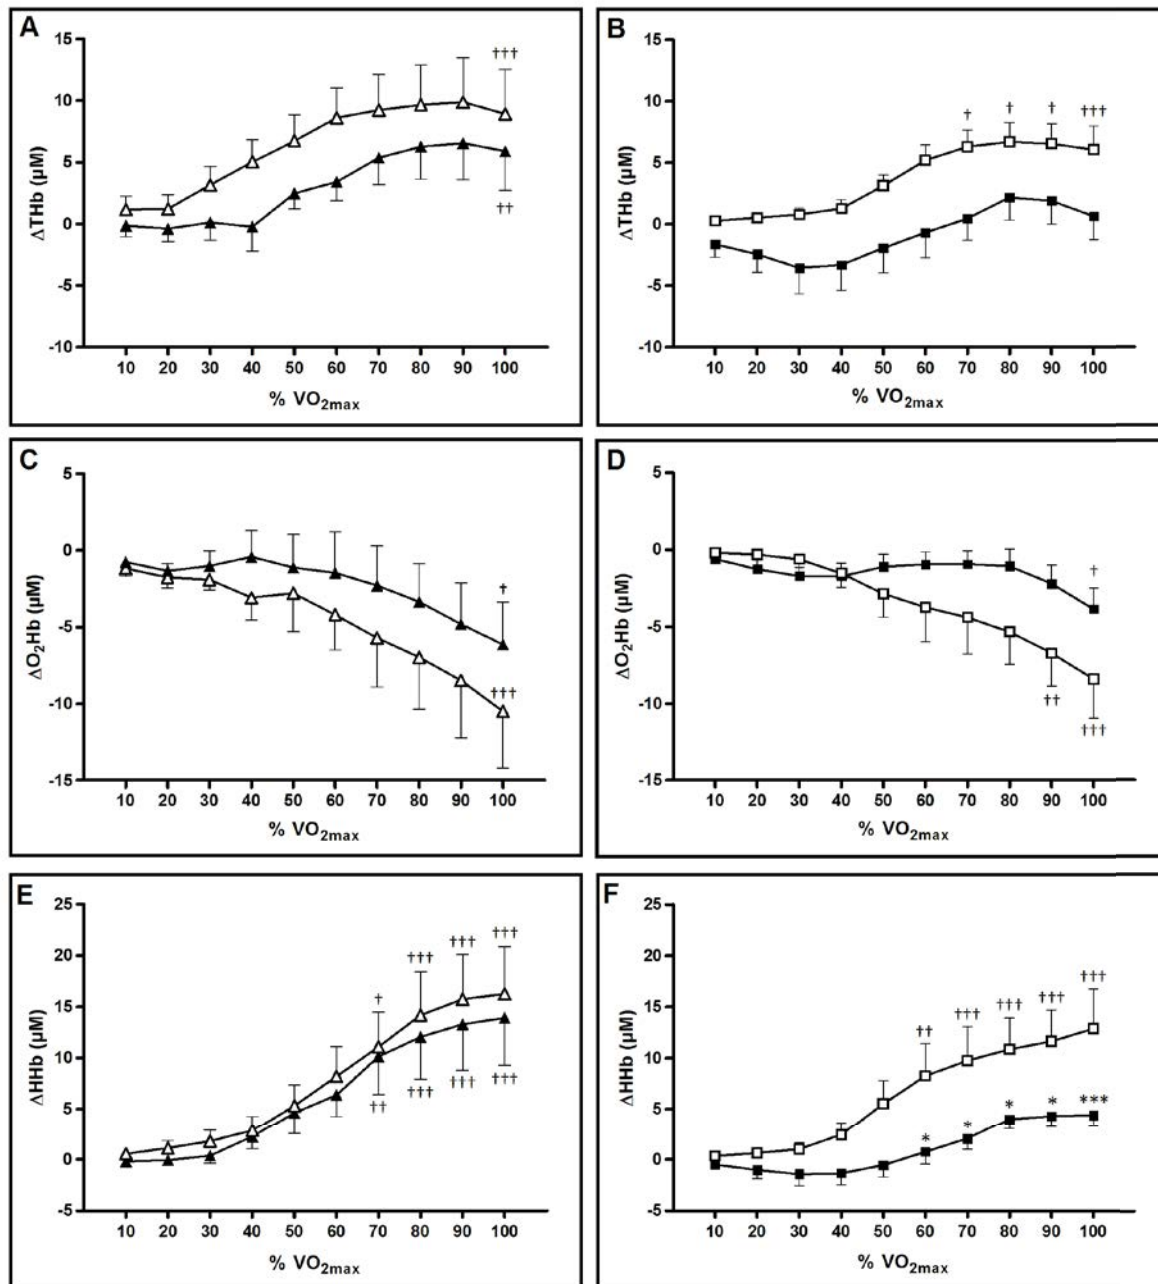 A
15
10
5
0
-5
-10
ΔTHb (µM)
†††
††
10 20 30 40 50 60 70 80 90 100
% VO2max
B
15
10
5
0
-5
-10
ΔTHb (µM)
† † † †††
10 20 30 40 50 60 70 80 90 100
% VO2max
C
5
0
-5
-10
-15
ΔO2Hb (µM)
†
†††
10 20 30 40 50 60 70 80 90 100
% VO2max
D
5
0
-5
-10
-15
ΔO2Hb (µM)
†
††
†††
10 20 30 40 50 60 70 80 90 100
% VO2max
E
25
20
15
10
5
0
-5
ΔHHb (µM)
† ††† ††† †††
†† ††† ††† †††
10 20 30 40 50 60 70 80 90 100
% VO2max
F
25
20
15
10
5
0
-5
ΔHHb (µM)
†† ††† ††† ††† †††
* * * * ***
10 20 30 40 50 60 70 80 90 100
% VO2max